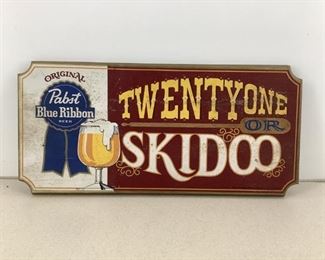 ORIGINAL
Pabst
Blue Ribbon
BEER
TWENTYONE
OR
SKIDOO